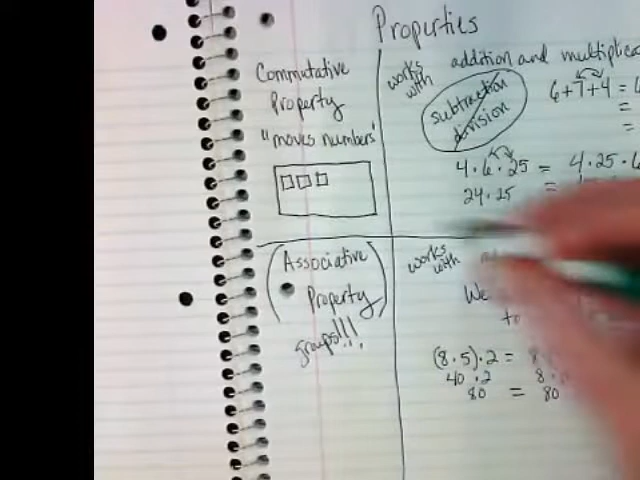 Properties
Commutative
Property
"moves numbers"
works
with
addition and
subtraction
division
6+7+4 =
=
=
4 · 6 · 25 = 4 · 25 ·
24 · 25 =
Associative
Property
groups!!!
works
with
We
to
(8 · 5) · 2 = 8
40 · 2 8 ·
80 = 80